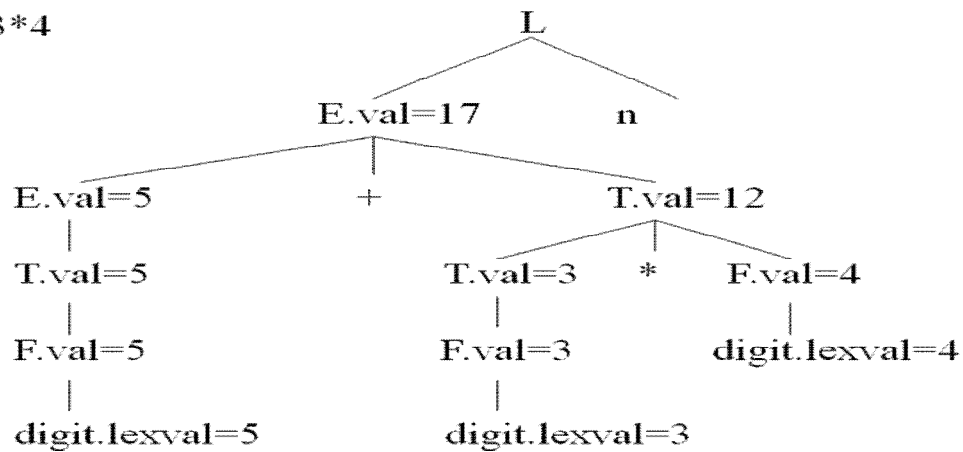 3*4
L
E.val=17 n
E.val=5 + T.val=12
T.val=5 T.val=3 * F.val=4
F.val=5 F.val=3 digit.lexval=4
digit.lexval=5 digit.lexval=3